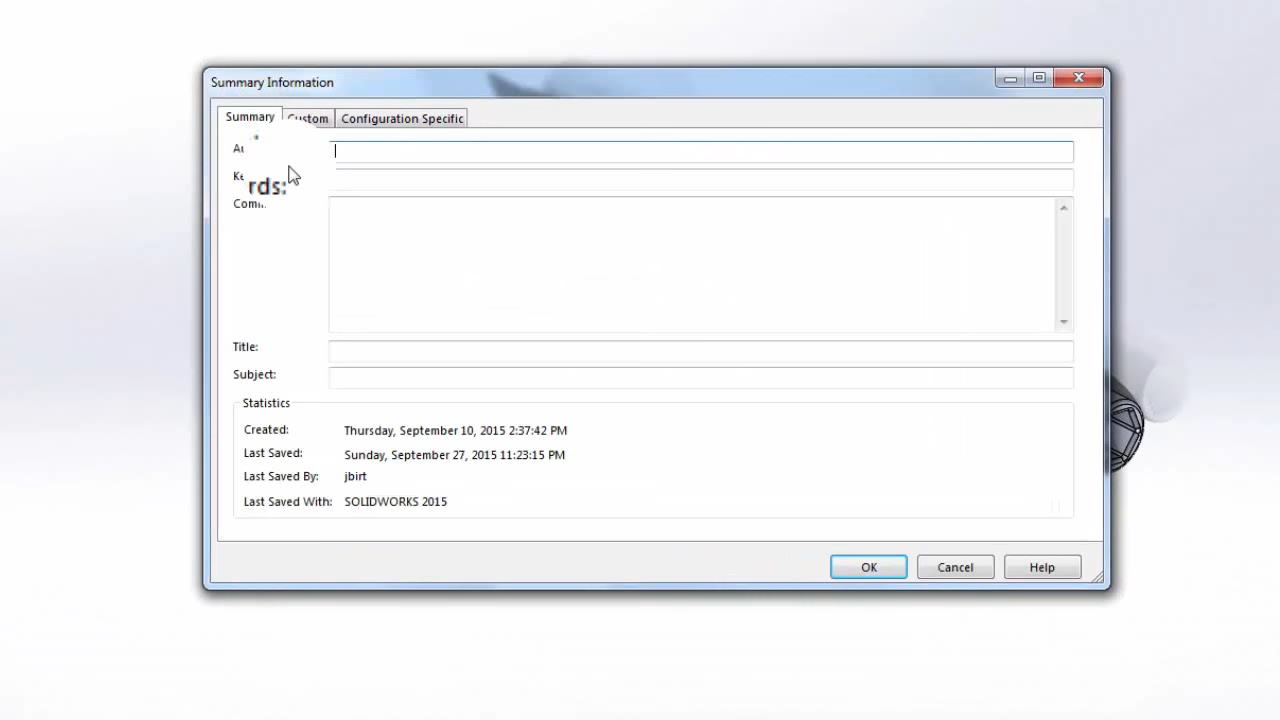 Summary Information
Summary Custom Configuration Specific
rds:
Title:
Subject:
Statistics
Created: Thursday, September 10, 2015 2:37:42 PM
Last Saved: Sunday, September 27, 2015 11:23:15 PM
Last Saved By: jbirt
Last Saved With: SOLIDWORKS 2015
OK Cancel Help